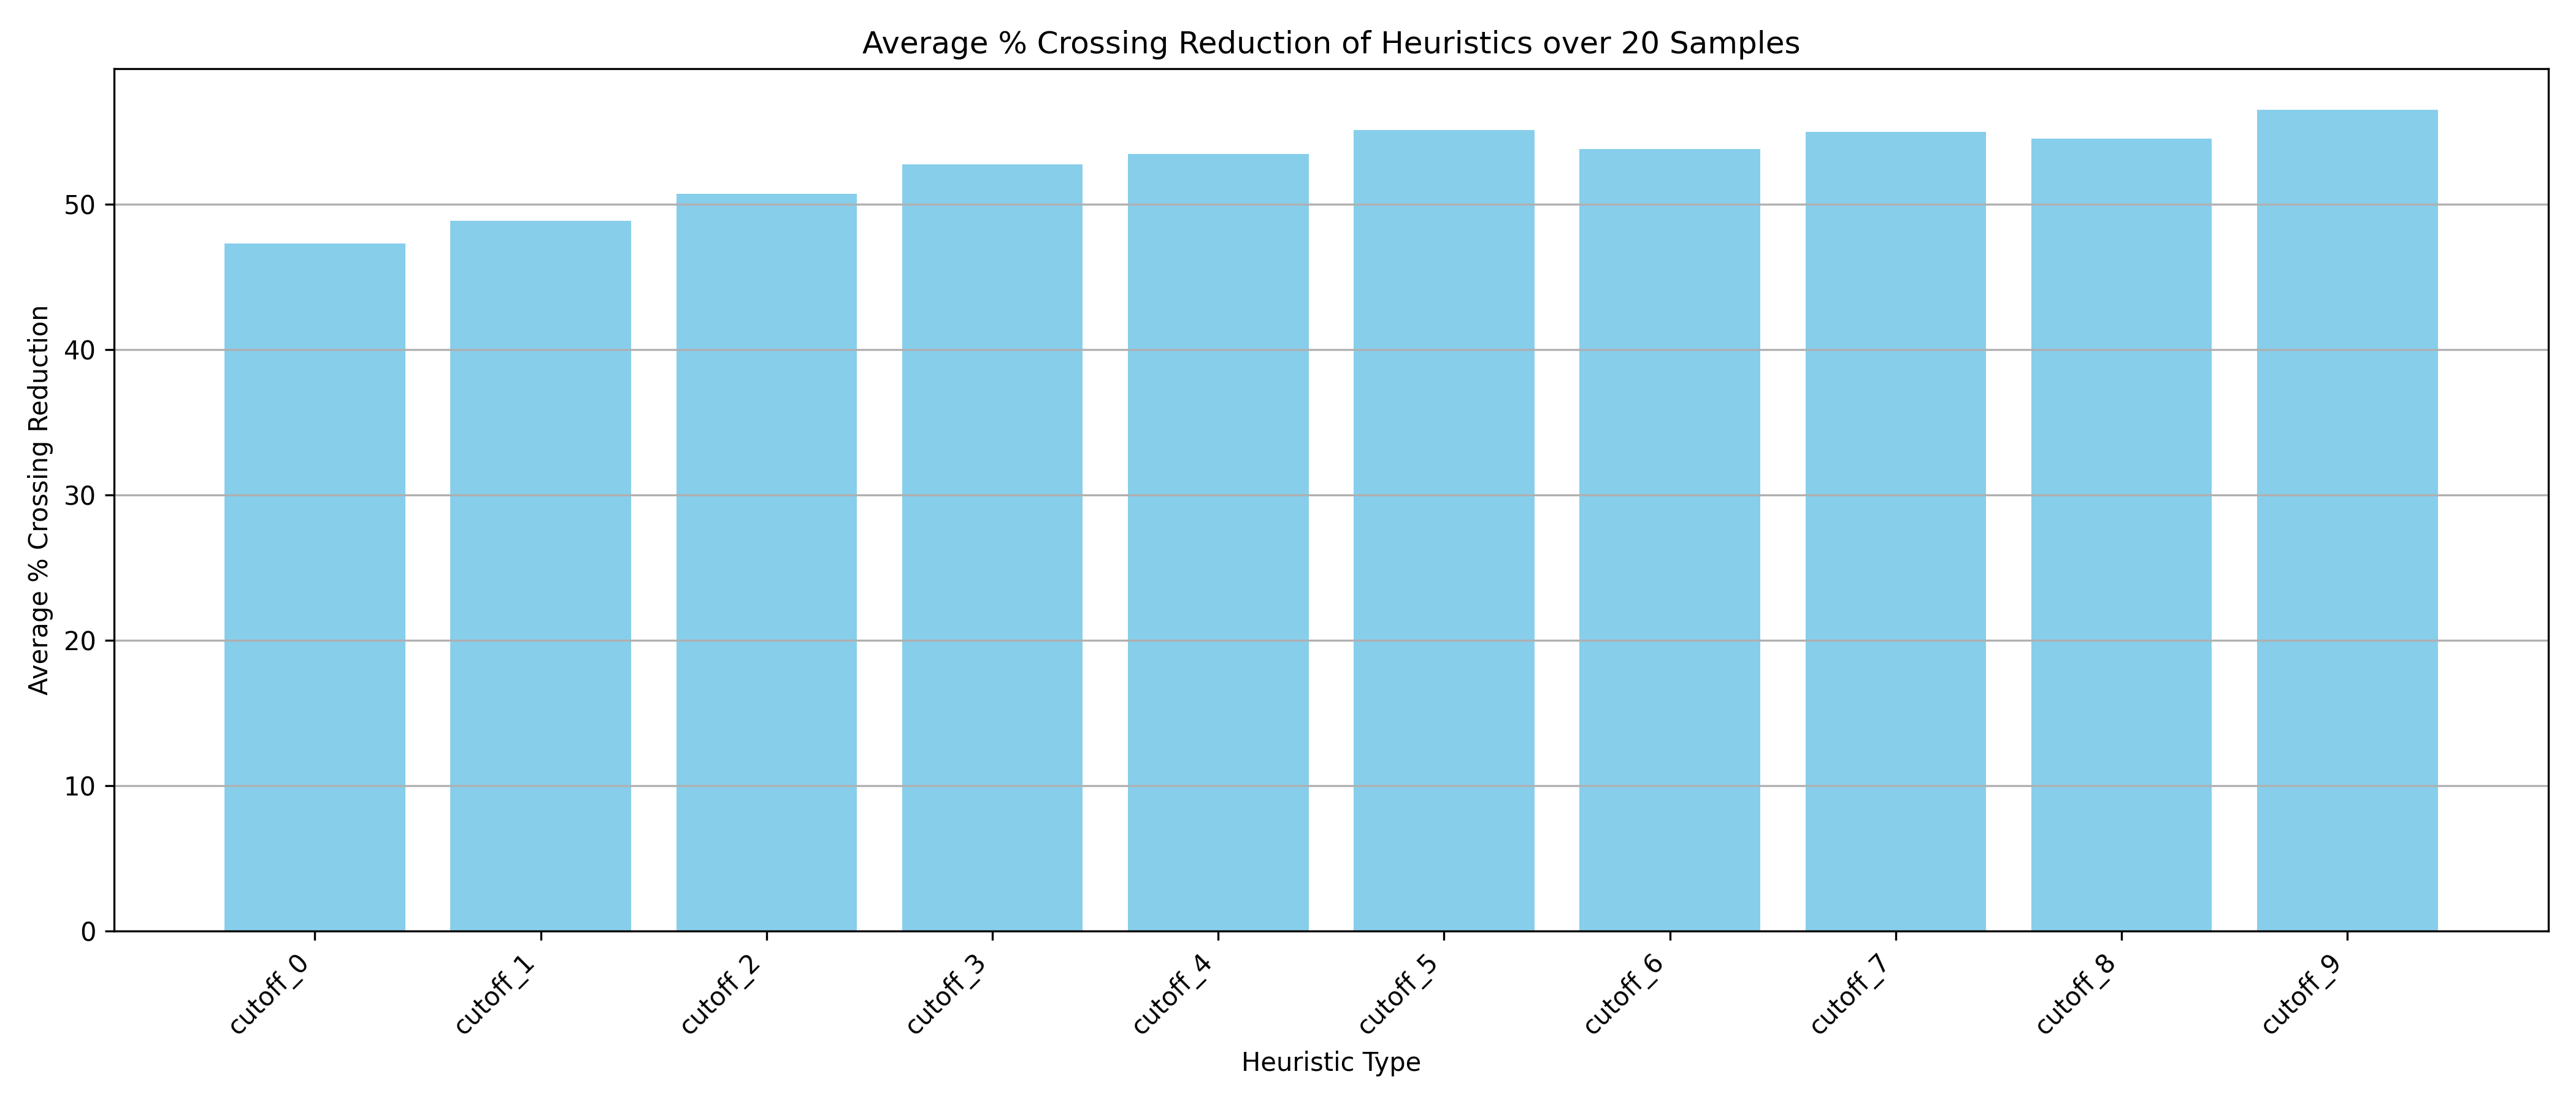 Average % Crossing Reduction of Heuristics over 20 Samples
Average % Crossing Reduction
50
40
30
20
10
0
cutoff_0
cutoff_1
cutoff_2
cutoff_3
cutoff_4
cutoff_5
cutoff_6
cutoff_7
cutoff_8
cutoff_9
Heuristic Type